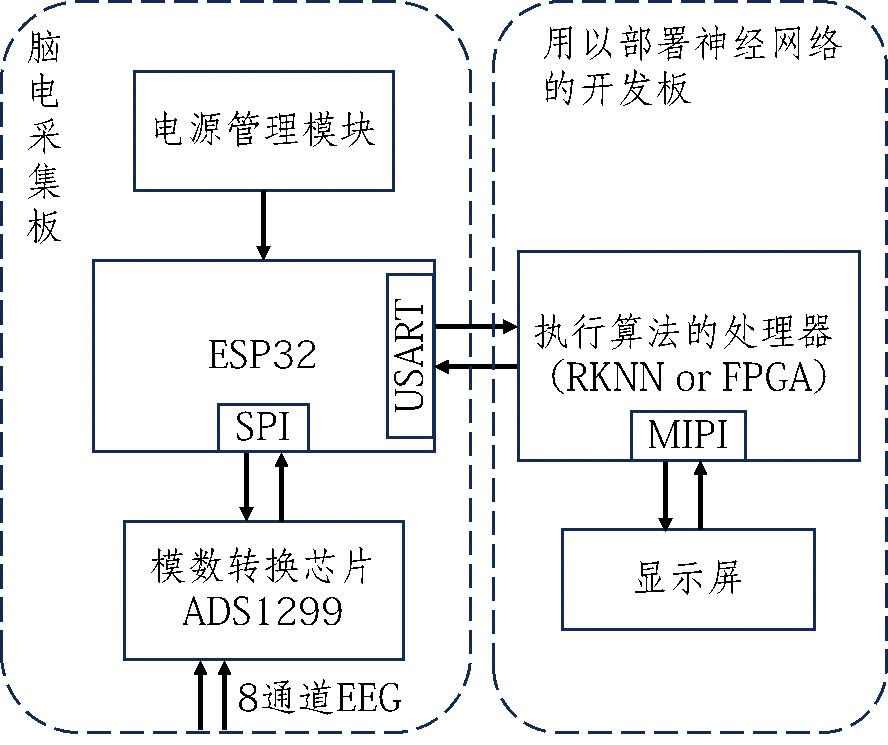 脑电采集板
电源管理模块
ESP32
USART
SPI
模数转换芯片
ADS1299
8通道EEG
用以部署神经网络
的开发板
执行算法的处理器
（RKNN or FPGA）
MIPI
显示屏